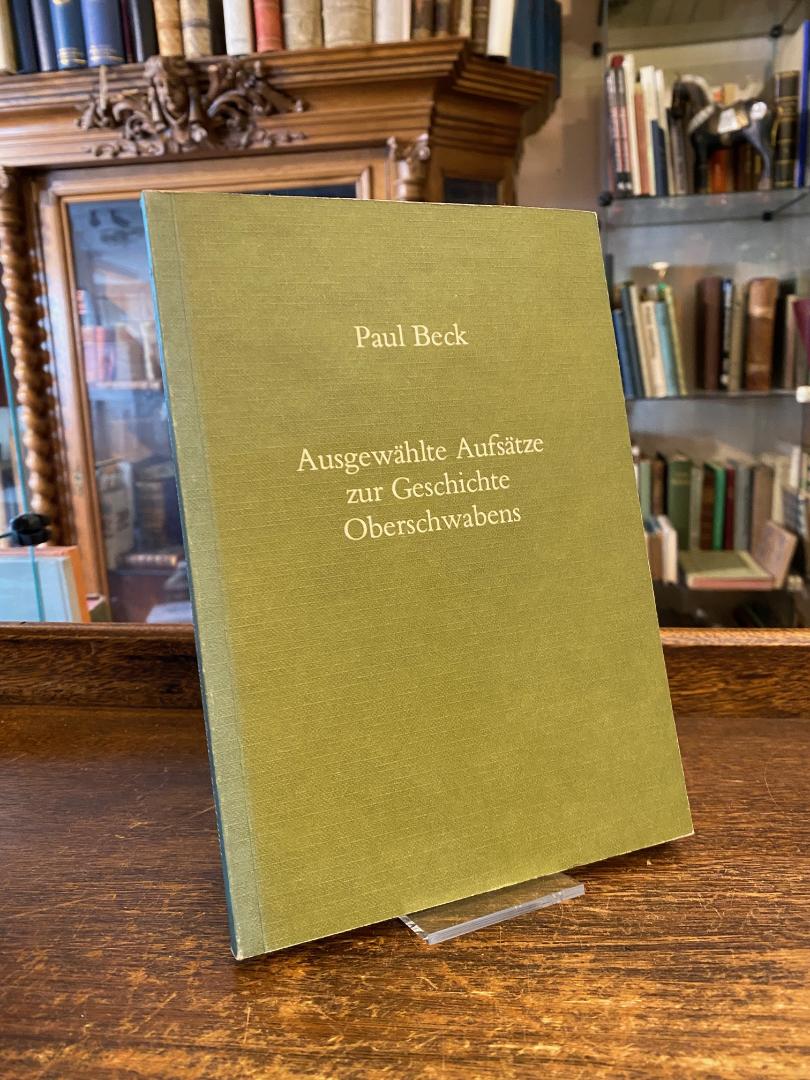 Paul Beck
Ausgewählte Aufsätze
zur Geschichte
Oberschwabens